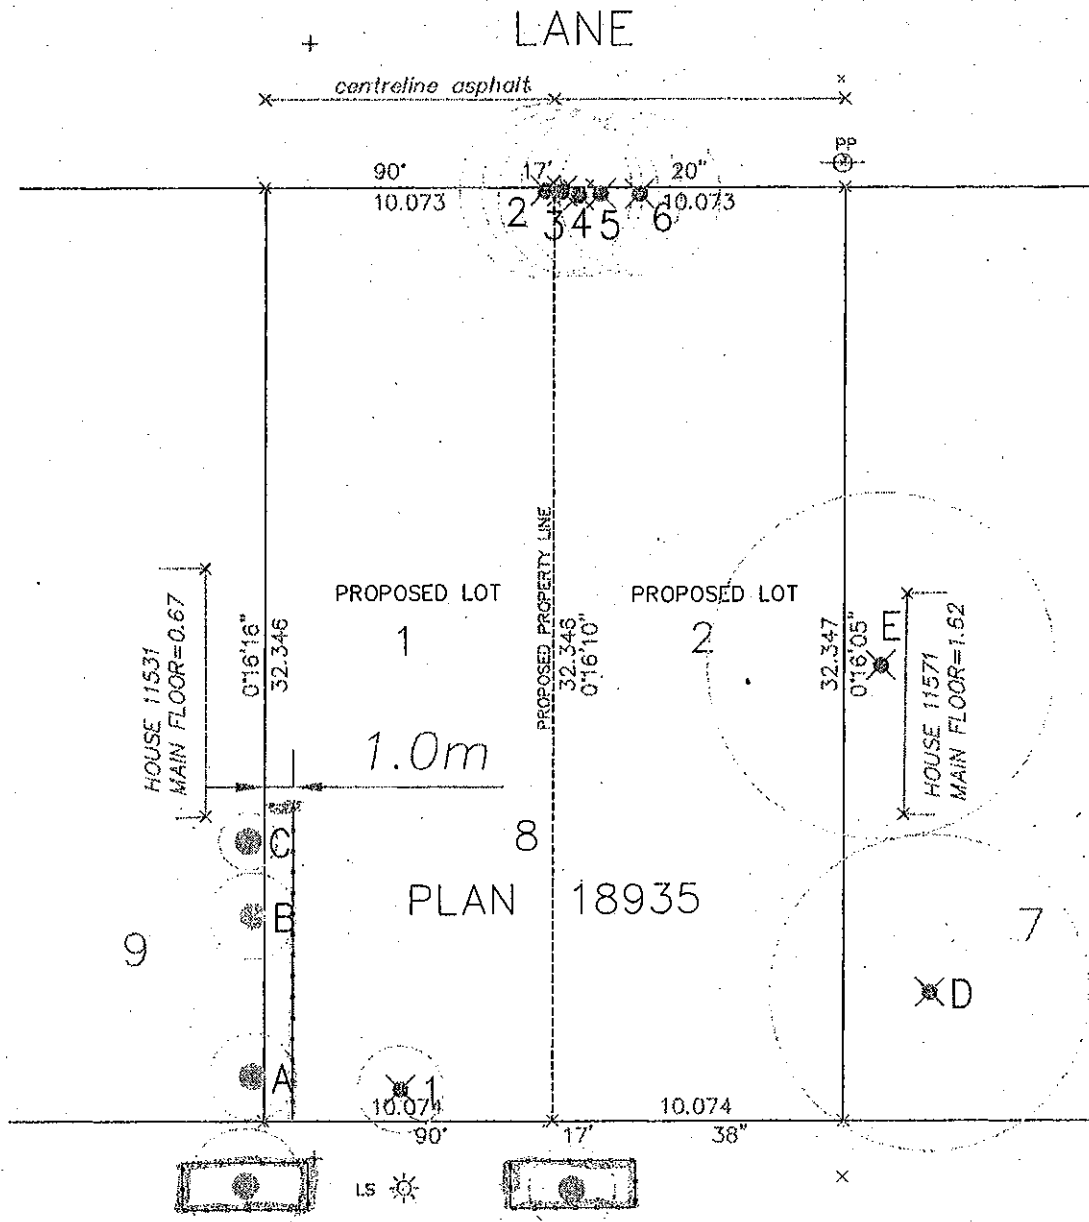 LANE
centreline asphalt
PP
90° 17' 20"
10.073 10.073
2 3 4 5 6
PROPOSED PROPERTY LINE
PROPOSED LOT
1
PROPOSED LOT
2
HOUSE 11531
MAIN FLOOR=0.67
0°16'16"
32.346
32.346
0°16'10"
32.347
0°16'05"
E
HOUSE 11571
MAIN FLOOR=1.62
1.0m
C
8
B
PLAN 18935
9
7
D
A
1
10.074 10.074
90° 17' 38"
LS